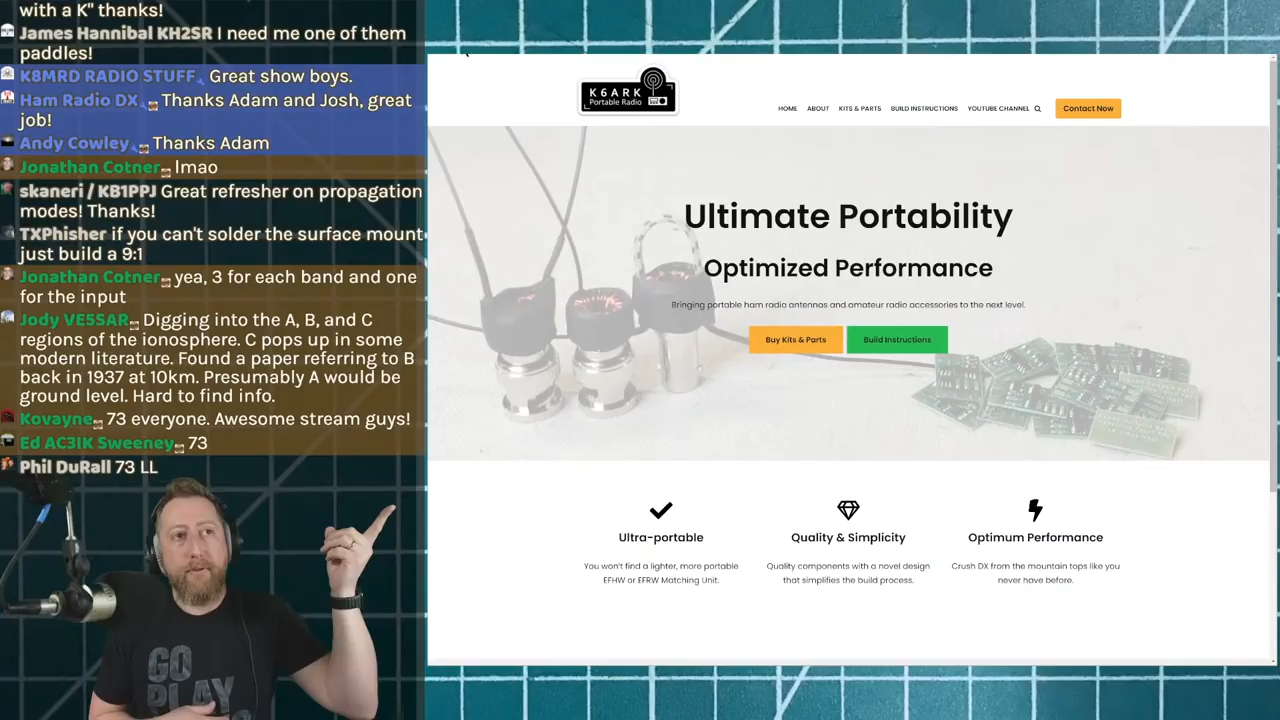 with a K" thanks!
James Hannibal KH2SR I need me one of them
paddles!
K8MRD RADIO STUFF Great show boys.
Ham Radio DX Thanks Adam and Josh, great
job!
Andy Cowley Thanks Adam
Jonathan Cotner lmao
skaneri / KB1PPJ Great refresher on propagation
modes! Thanks!
TXPhisher if you can't solder the surface mount
just build a 9:1
Jonathan Cotner yea, 3 for each band and one
for the input
Jody VE5SAR Digging into the A, B, and C
regions of the ionosphere. C pops up in some
modern literature. Found a paper referring to B
back in 1937 at 10km. Presumably A would be
ground level. Hard to find info.
Kovayne 73 everyone. Awesome stream guys!
Ed AC3IK Sweeney 73
Phil DuRall 73 LL
GO
PLAY
K6ARK
Portable Radio
HOME ABOUT KITS & PARTS BUILD INSTRUCTIONS YOUTUBE CHANNEL Contact Now
Ultimate Portability
Optimized Performance
Bringing portable ham radio antennas and amateur radio accessories to the next level.
Buy Kits & Parts Build Instructions
Ultra-portable Quality & Simplicity Optimum Performance
You won't find a lighter, more portable Quality components with a novel design Crush DX from the mountain tops like you
EFHW or EFRW Matching Unit. that simplifies the build process. never have before.